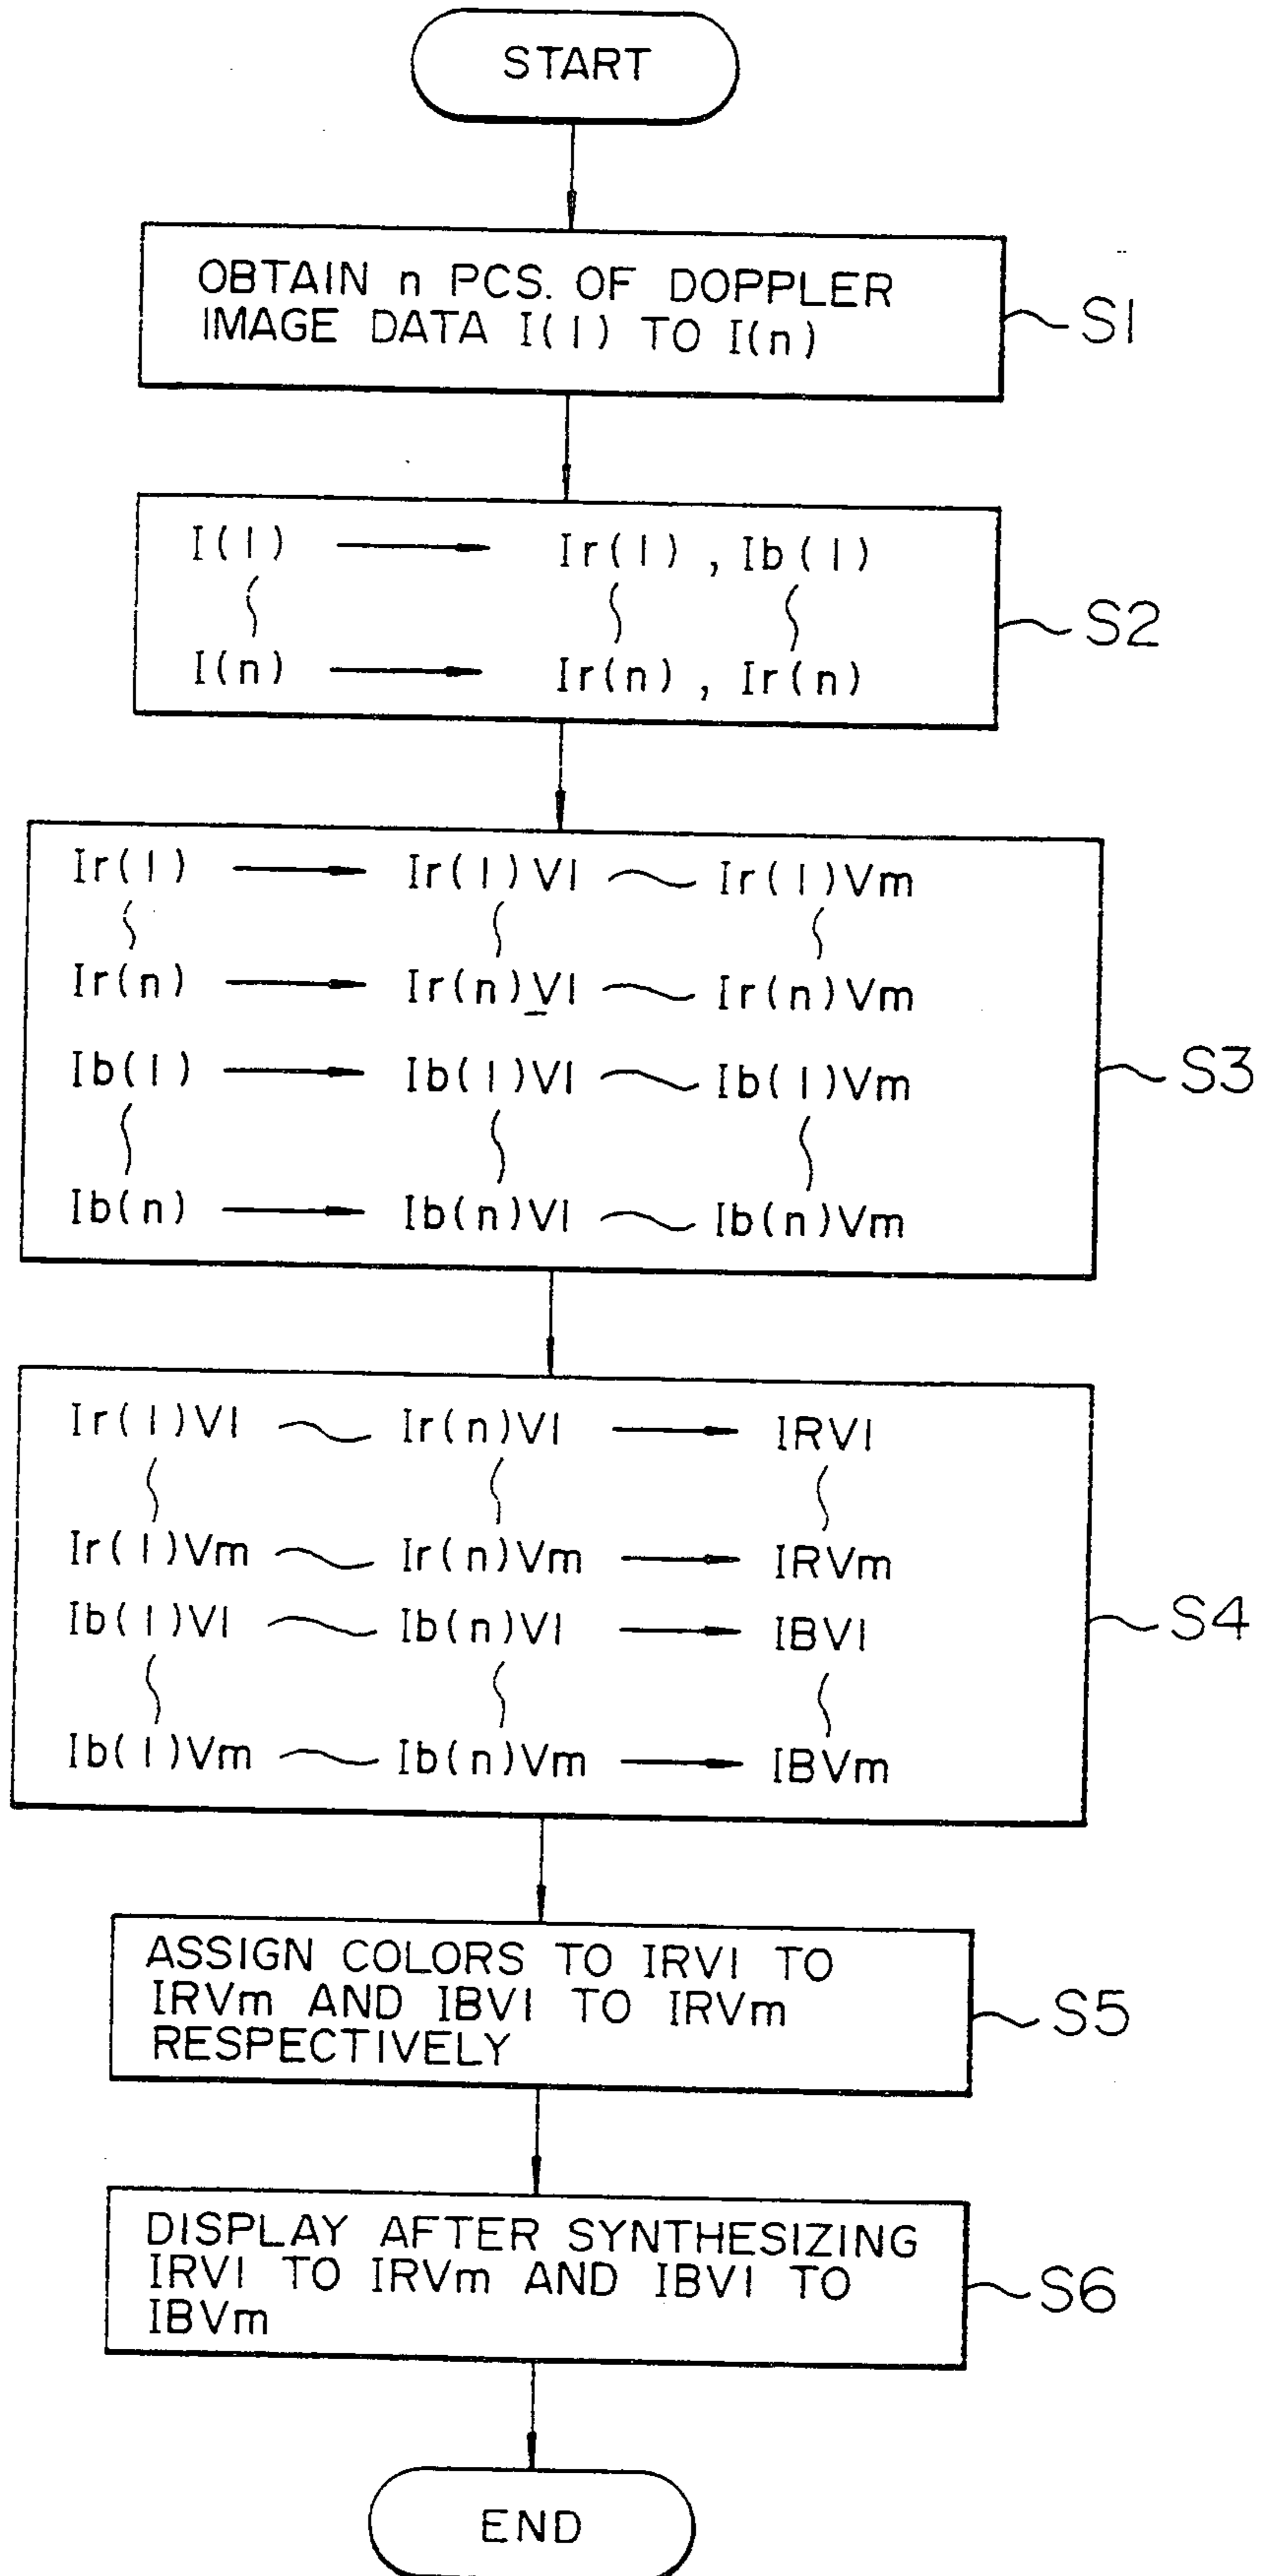 START
OBTAIN n PCS. OF DOPPLER
IMAGE DATA I(1) TO I(n)
S1
I(1) Ir(1) , Ib(1)
I(n) Ir(n) , Ir(n)
S2
Ir(1) Ir(1)V1 Ir(1)Vm
Ir(n) Ir(n)V1 Ir(n)Vm
Ib(1) Ib(1)V1 Ib(1)Vm
Ib(n) Ib(n)V1 Ib(n)Vm
S3
Ir(1)V1 Ir(n)V1 IRV1
Ir(1)Vm Ir(n)Vm IRVm
Ib(1)V1 Ib(n)V1 IBV1
Ib(1)Vm Ib(n)Vm IBVm
S4
ASSIGN COLORS TO IRV1 TO
IRVm AND IBV1 TO IRVm
RESPECTIVELY
S5
DISPLAY AFTER SYNTHESIZING
IRV1 TO IRVm AND IBV1 TO
IBVm
S6
END